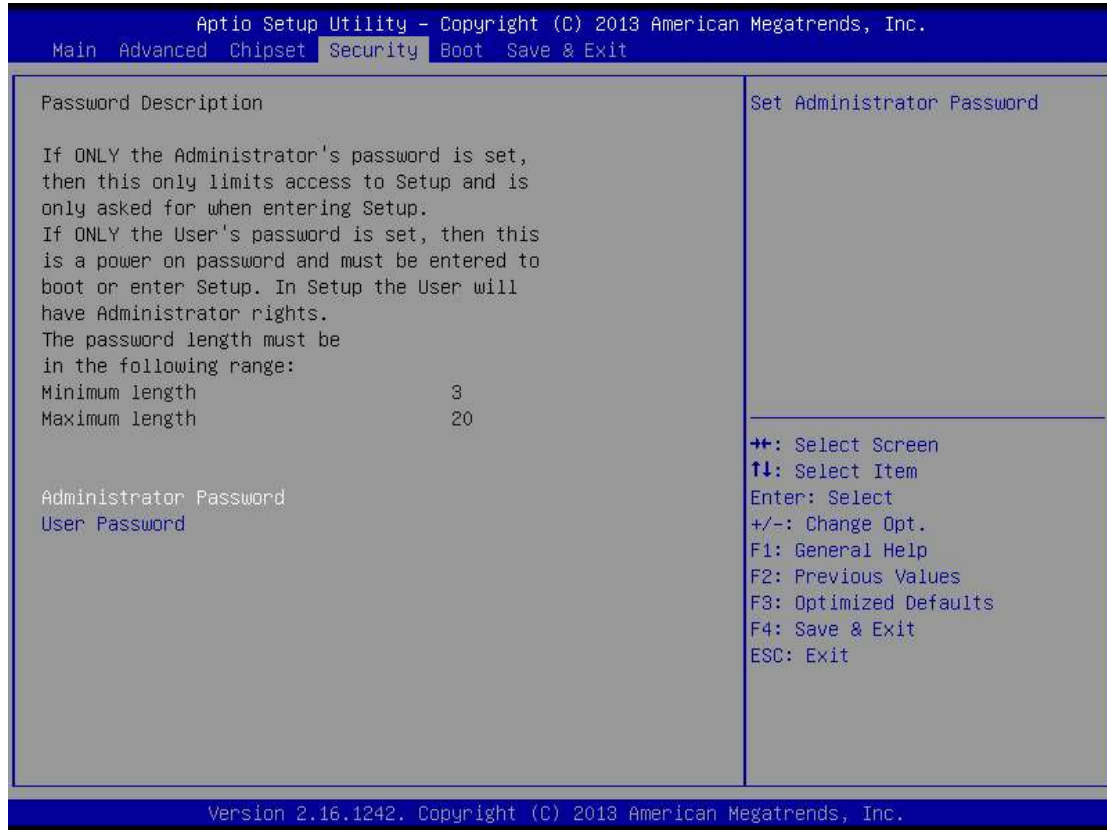 Aptio Setup Utility – Copyright (C) 2013 American Megatrends, Inc.
Main Advanced Chipset Security Boot Save & Exit
Password Description
If ONLY the Administrator's password is set,
then this only limits access to Setup and is
only asked for when entering Setup.
If ONLY the User's password is set, then this
is a power on password and must be entered to
boot or enter Setup. In Setup the User will
have Administrator rights.
The password length must be
in the following range:
Minimum length 3
Maximum length 20
Administrator Password
User Password
Set Administrator Password
→←: Select Screen
↑↓: Select Item
Enter: Select
+/-: Change Opt.
F1: General Help
F2: Previous Values
F3: Optimized Defaults
F4: Save & Exit
ESC: Exit
Version 2.16.1242. Copyright (C) 2013 American Megatrends, Inc.